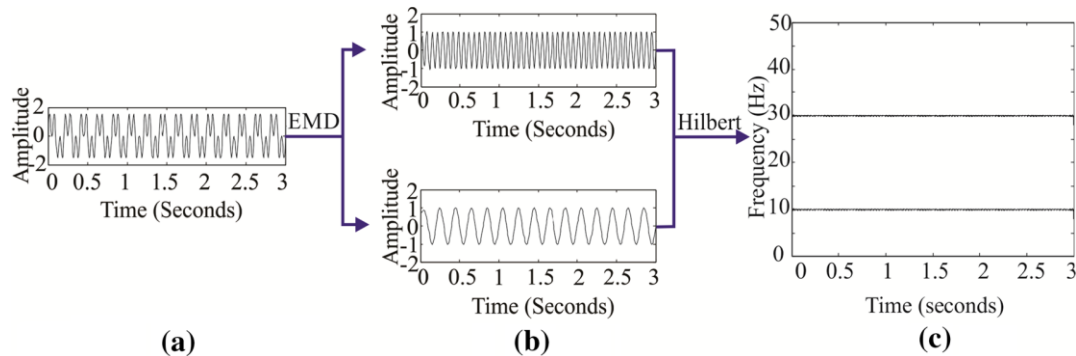 Amplitude
2
0
-2
0 0.5 1 1.5 2 2.5 3
Time (Seconds)
(a)
EMD
Amplitude
2
1
0
-1
-2
0 0.5 1 1.5 2 2.5 3
Time (Seconds)
Amplitude
2
1
0
-1
-2
0 0.5 1 1.5 2 2.5 3
Time (Seconds)
(b)
Hilbert
Frequency (Hz)
50
40
30
20
10
0
0 0.5 1 1.5 2 2.5 3
Time (seconds)
(c)